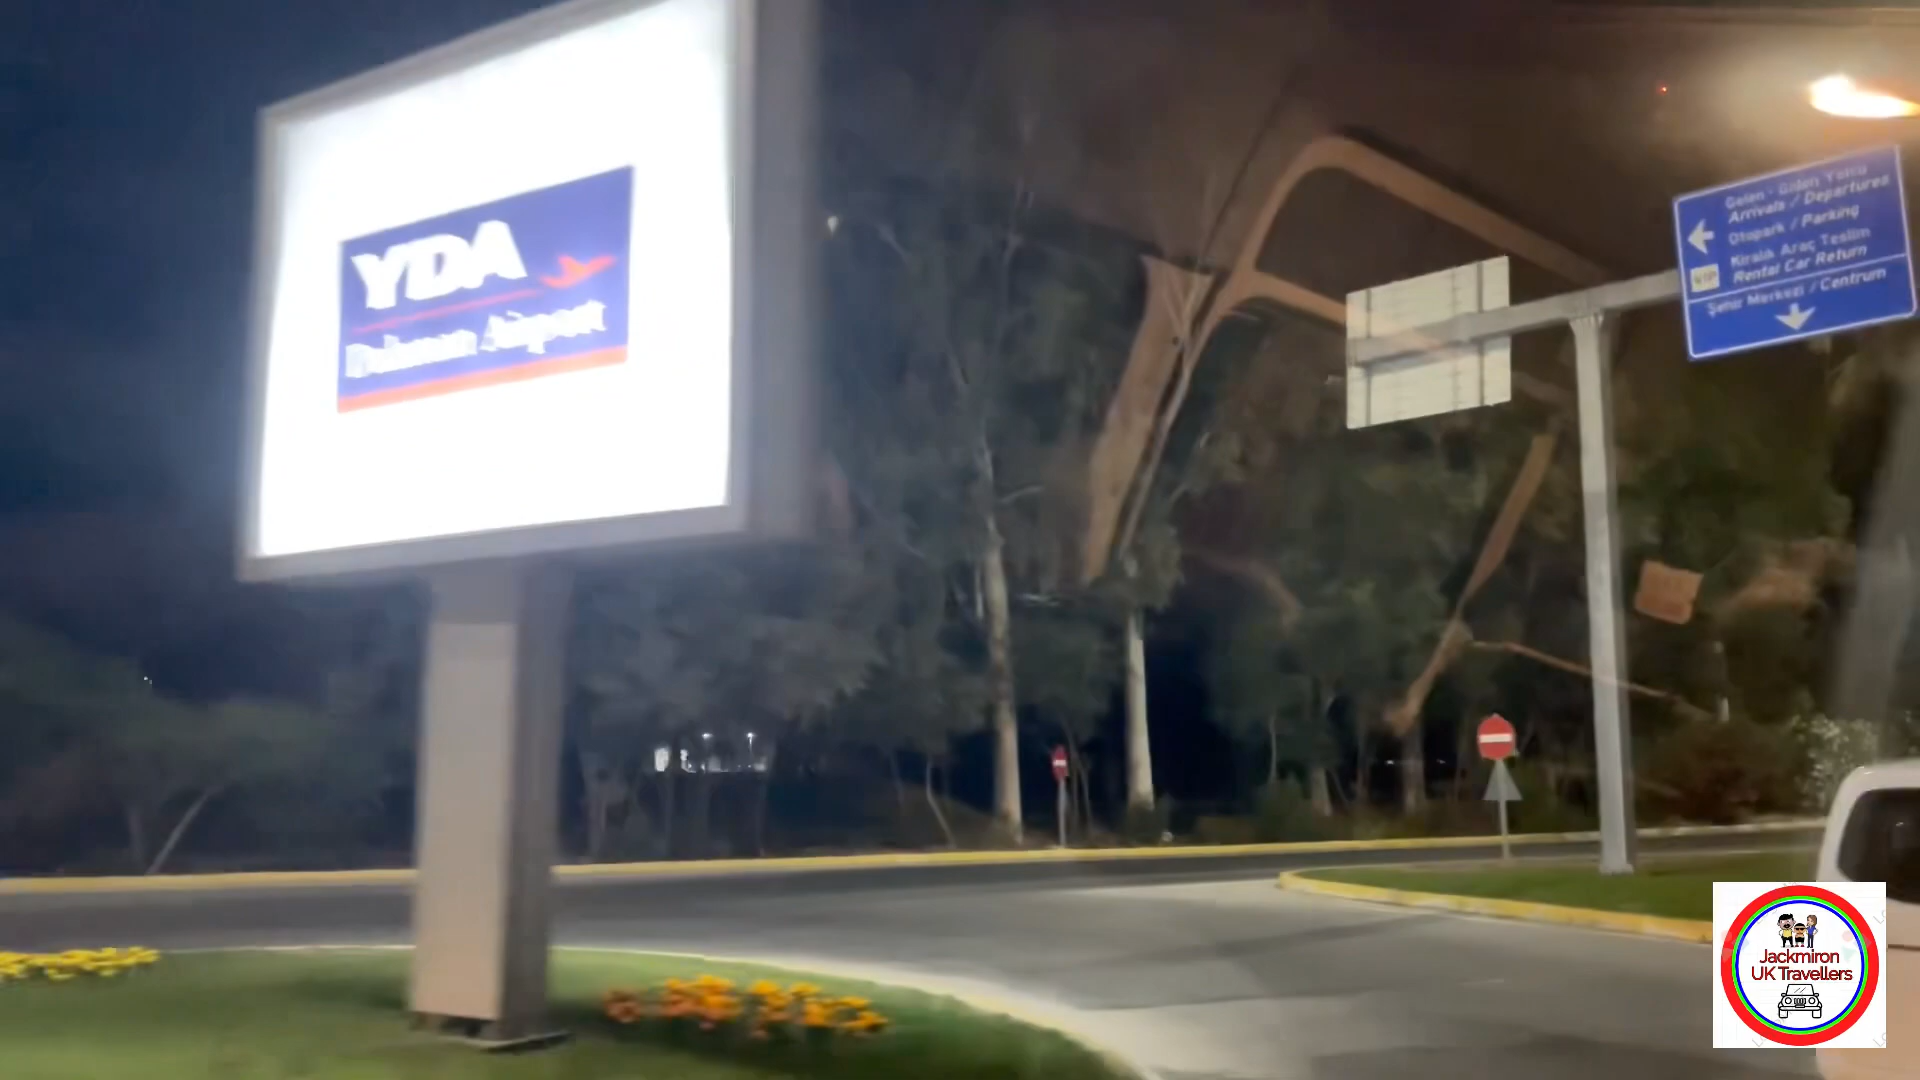 YDA
Dalaman Airport
Gelen - Giden Yolcu
Arrivals / Departures
Otopark / Parking
Kiralık Araç Teslim
Rental Car Return
VIP
Şehir Merkezi / Centrum
Jackmiron
UK Travellers